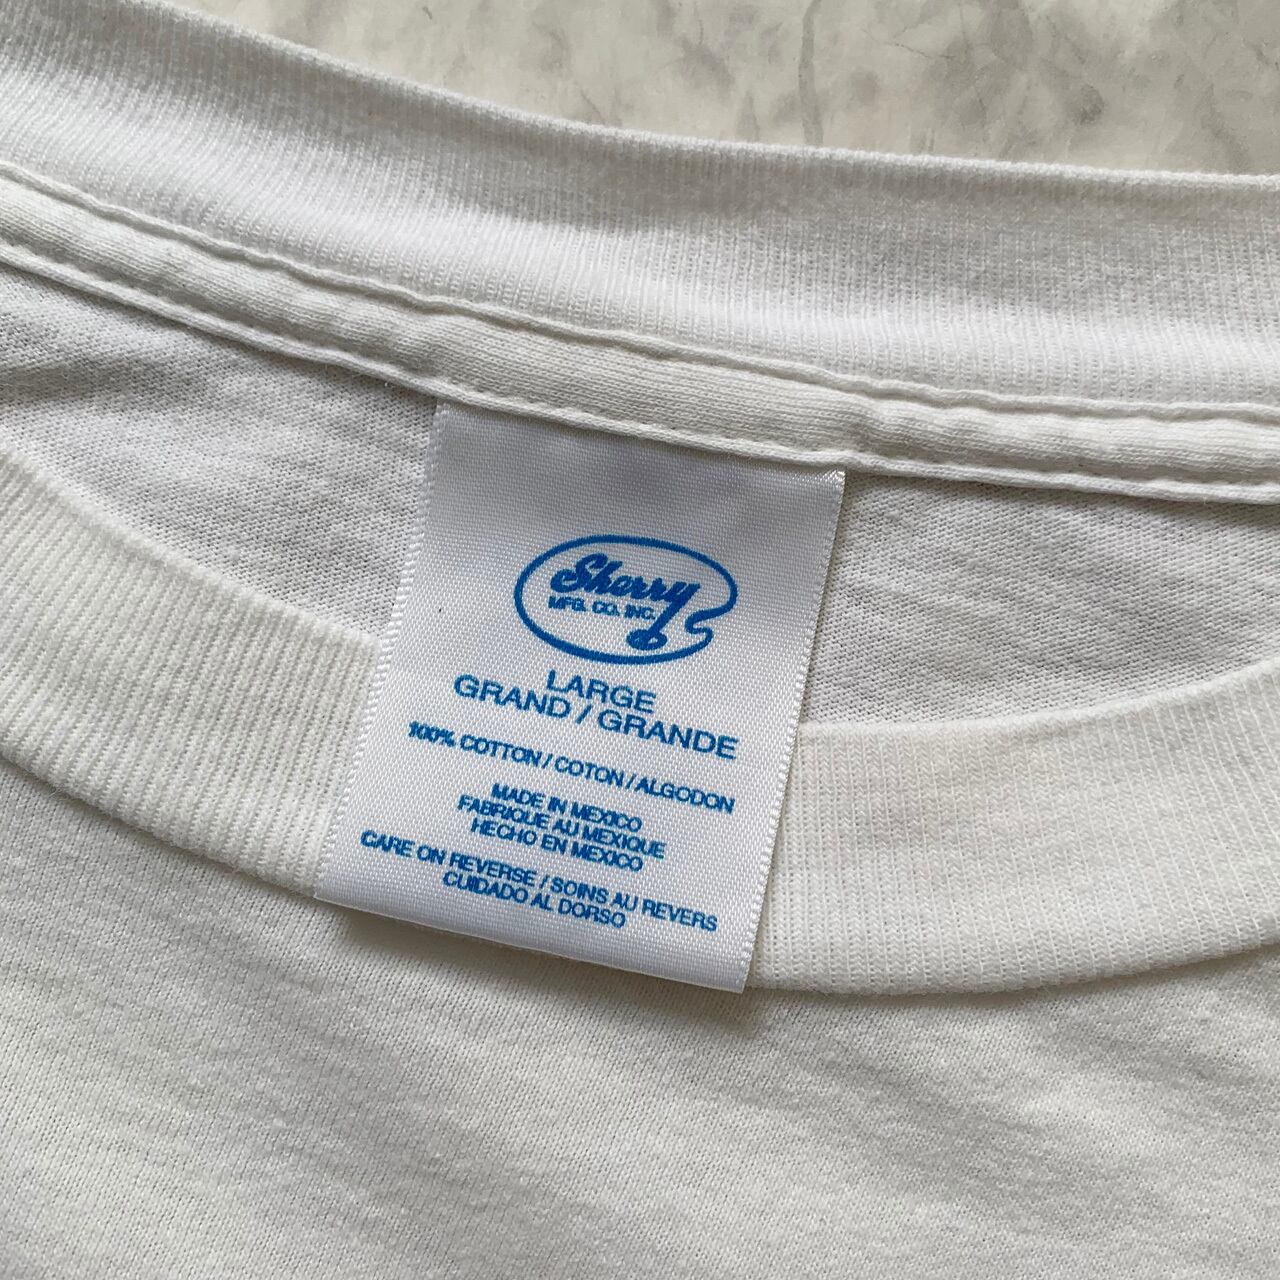 Sherry
MFG. CO. INC.
LARGE
GRAND / GRANDE
100% COTTON / COTON / ALGODON
MADE IN MEXICO
FABRIQUE AU MEXIQUE
HECHO EN MEXICO
CARE ON REVERSE / SOINS AU REVERS
CUIDADO AL DORSO